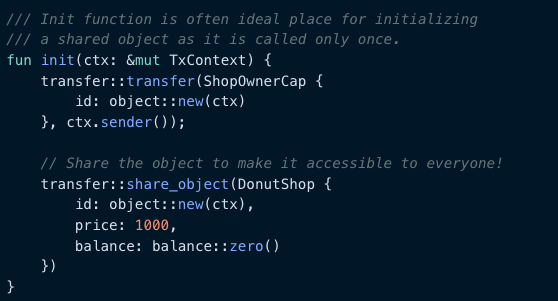 /// Init function is often ideal place for initializing
/// a shared object as it is called only once.
fun init(ctx: &mut TxContext) {
    transfer::transfer(ShopOwnerCap {
        id: object::new(ctx)
    }, ctx.sender());

    // Share the object to make it accessible to everyone!
    transfer::share_object(DonutShop {
        id: object::new(ctx),
        price: 1000,
        balance: balance::zero()
    })
}